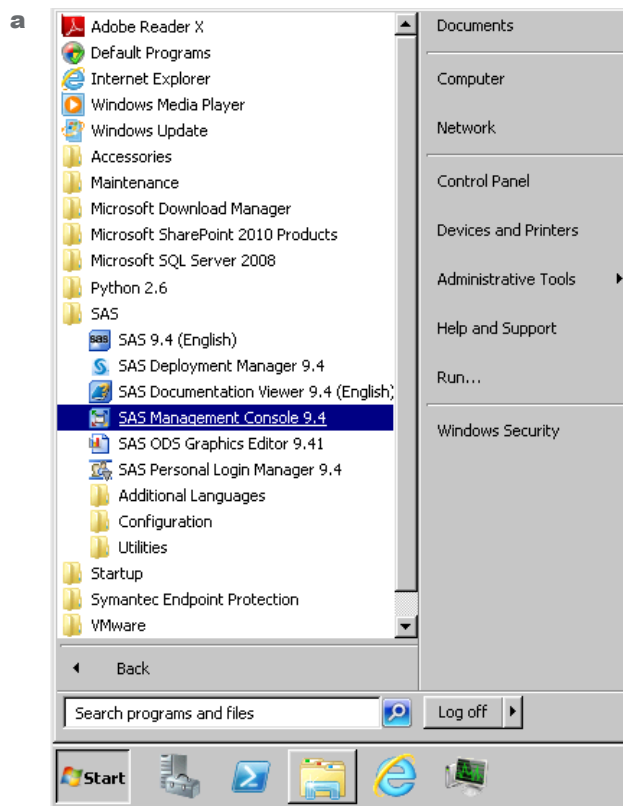 a
Adobe Reader X
Default Programs
Internet Explorer
Windows Media Player
Windows Update
Accessories
Maintenance
Microsoft Download Manager
Microsoft SharePoint 2010 Products
Microsoft SQL Server 2008
Python 2.6
SAS
sas SAS 9.4 (English)
SAS Deployment Manager 9.4
SAS Documentation Viewer 9.4 (English)
SAS Management Console 9.4
SAS ODS Graphics Editor 9.41
SAS Personal Login Manager 9.4
Additional Languages
Configuration
Utilities
Startup
Symantec Endpoint Protection
VMware
Back
Search programs and files
Documents
Computer
Network
Control Panel
Devices and Printers
Administrative Tools
Help and Support
Run...
Windows Security
Log off
Start